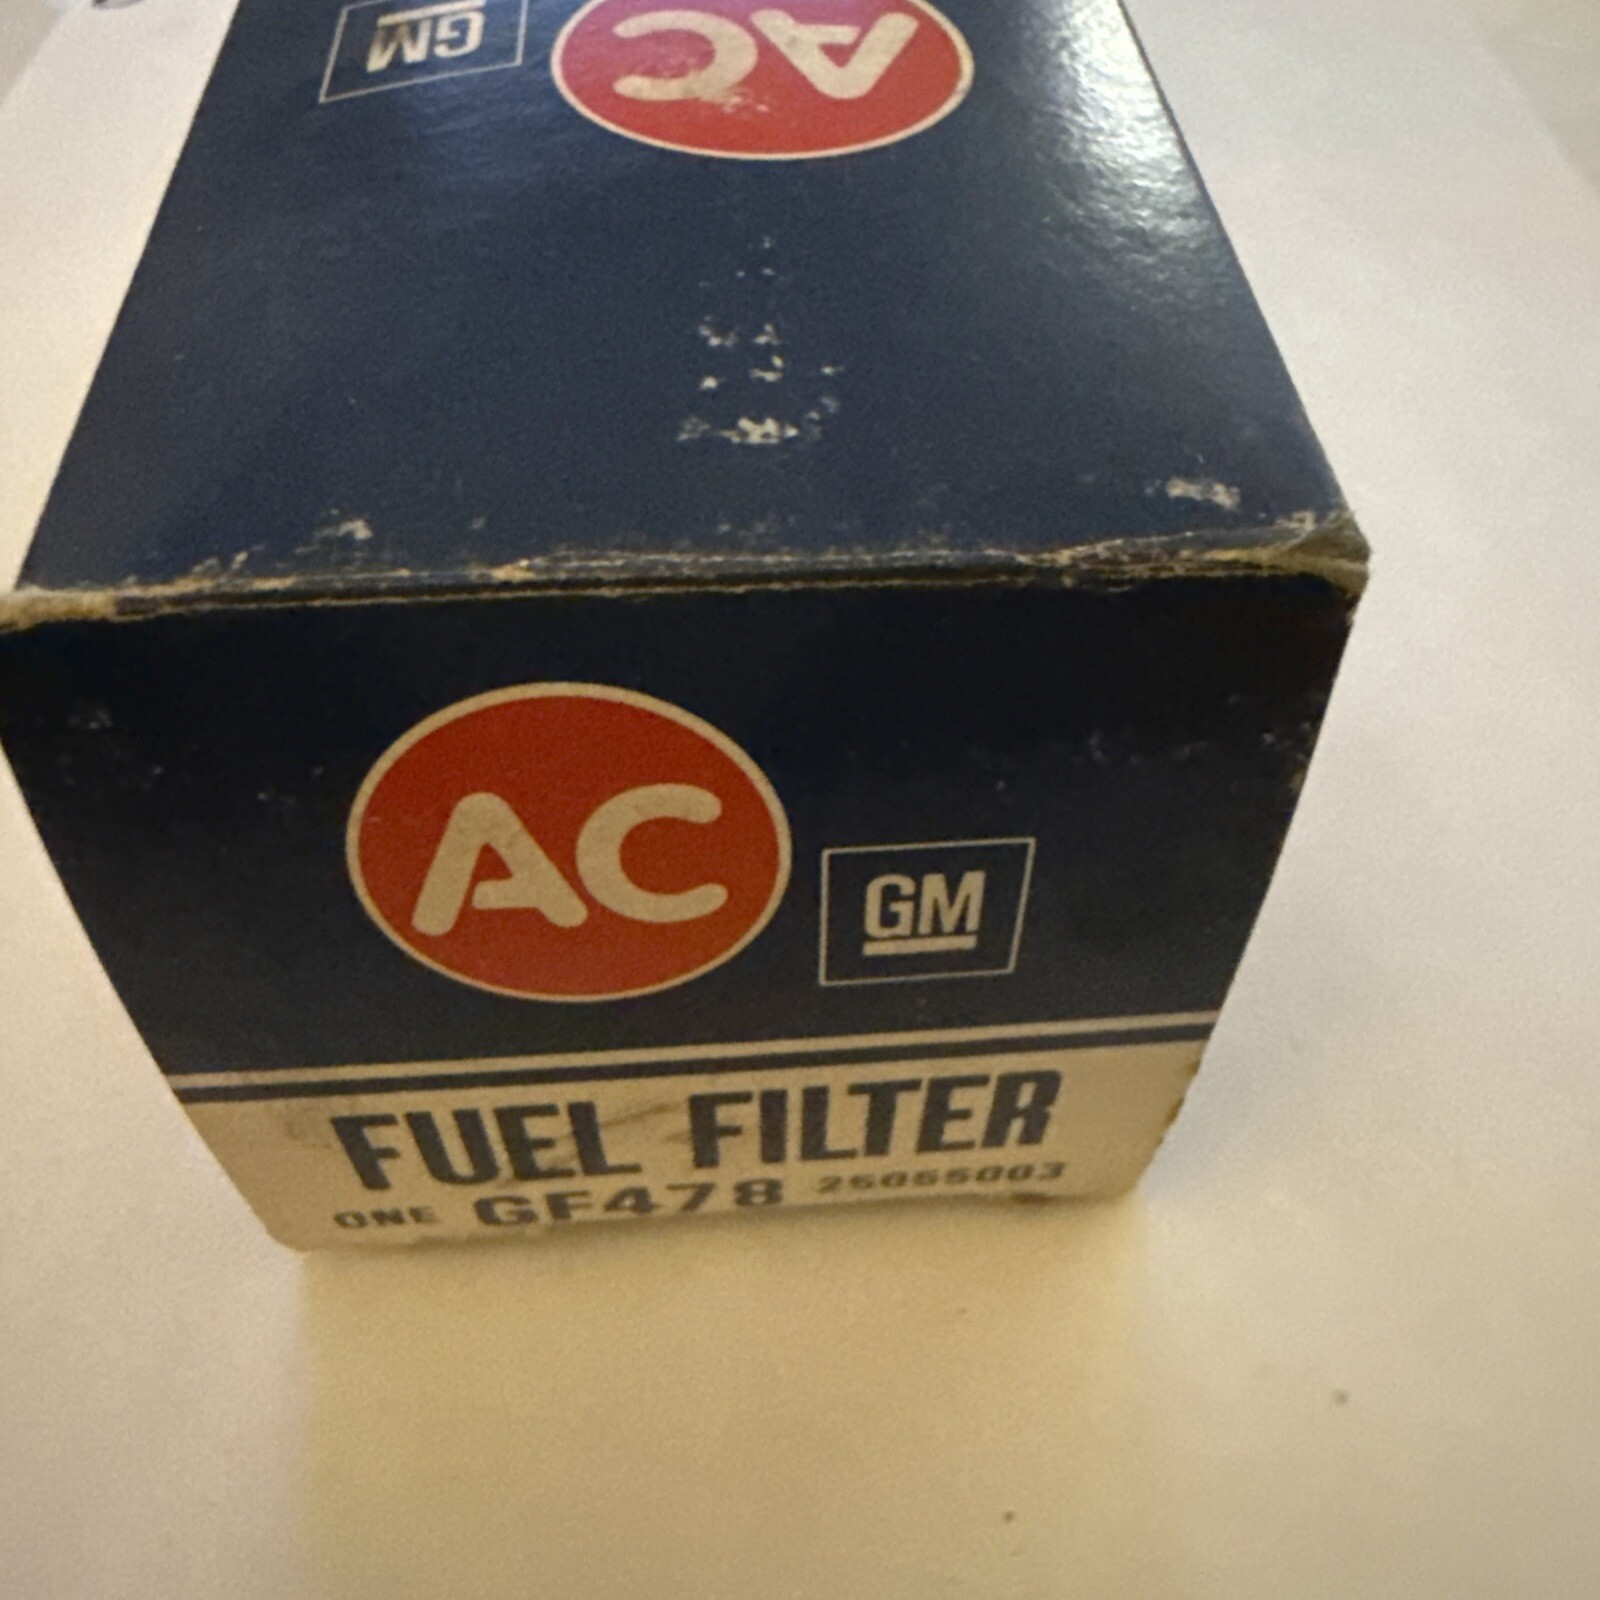 GM AC
AC GM
FUEL FILTER
ONE GF478 25055003